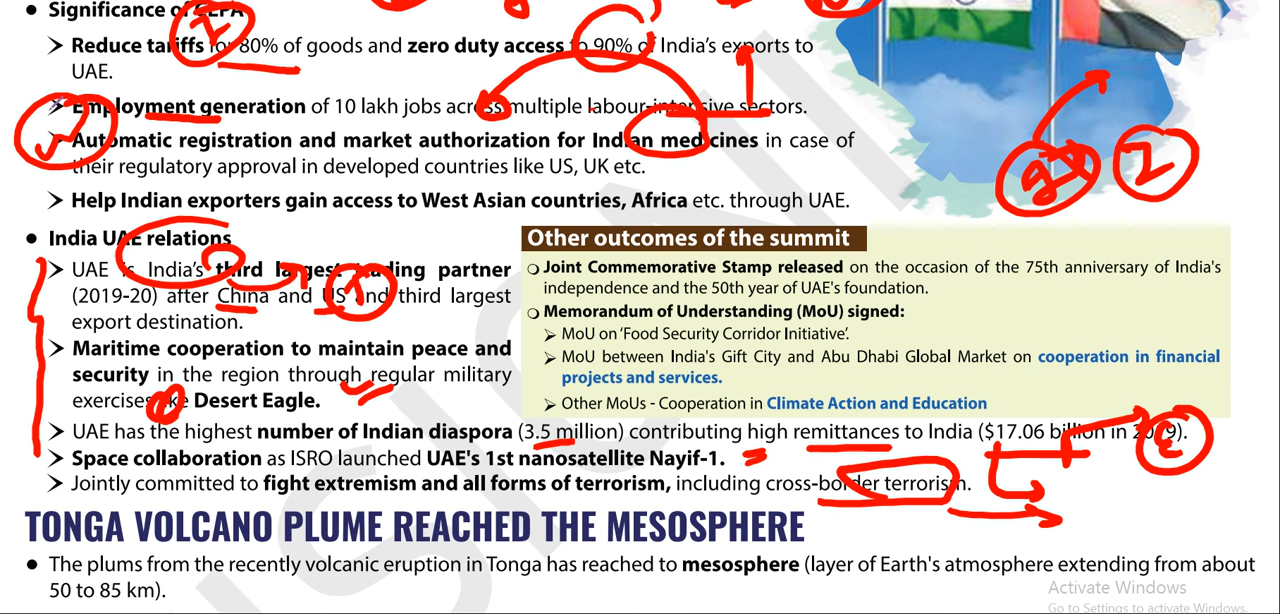 Significance of CEPA
➤ Reduce tariffs for 80% of goods and zero duty access to 90% of India's exports to
UAE.
➤ Employment generation of 10 lakh jobs across multiple labour-intensive sectors.
➤ Automatic registration and market authorization for Indian medicines in case of
their regulatory approval in developed countries like US, UK etc.
➤ Help Indian exporters gain access to West Asian countries, Africa etc. through UAE.
• India UAE relations
➤ UAE is India's third largest trading partner
(2019-20) after China and US and third largest
export destination.
➤ Maritime cooperation to maintain peace and
security in the region through regular military
exercises like Desert Eagle.
Other outcomes of the summit
○ Joint Commemorative Stamp released on the occasion of the 75th anniversary of India's
independence and the 50th year of UAE's foundation.
○ Memorandum of Understanding (MoU) signed:
➤ MoU on 'Food Security Corridor Initiative'.
➤ MoU between India's Gift City and Abu Dhabi Global Market on cooperation in financial
projects and services.
➤ Other MoUs - Cooperation in Climate Action and Education
➤ UAE has the highest number of Indian diaspora (3.5 million) contributing high remittances to India ($17.06 billion in 2019).
➤ Space collaboration as ISRO launched UAE's 1st nanosatellite Nayif-1.
➤ Jointly committed to fight extremism and all forms of terrorism, including cross-border terrorism.
TONGA VOLCANO PLUME REACHED THE MESOSPHERE
• The plums from the recently volcanic eruption in Tonga has reached to mesosphere (layer of Earth's atmosphere extending from about
50 to 85 km).
Activate Windows
Go to Settings to activate Windows.